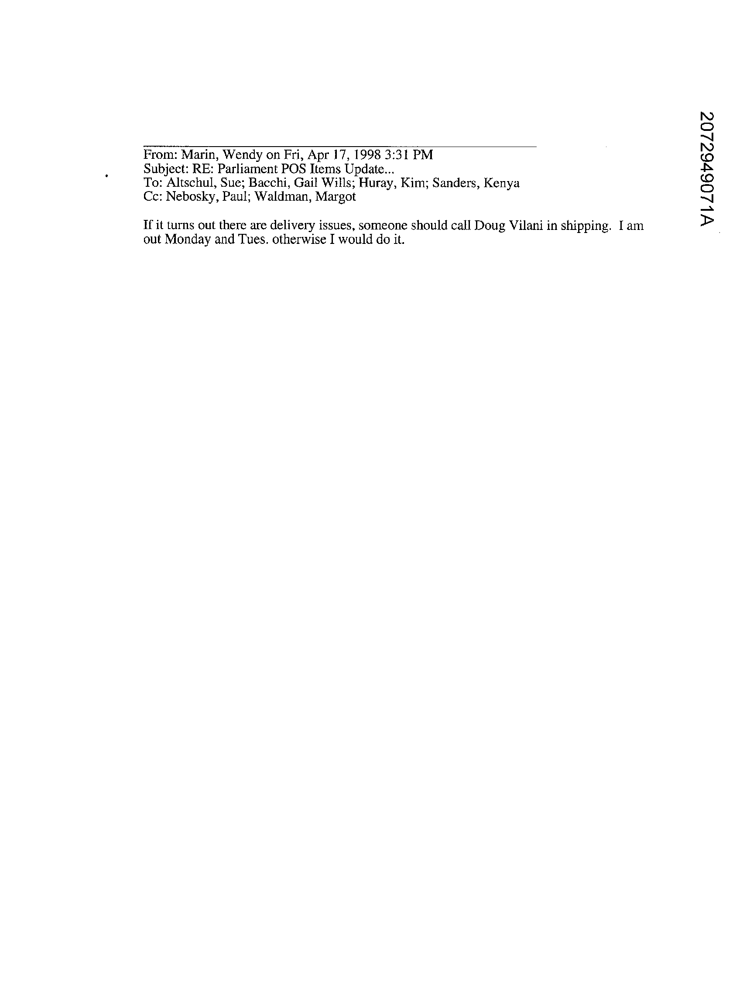 From: Marin, Wendy on Fri, Apr 17, 1998 3:31 PM
Subject: RE: Parliament POS Items Update...
To: Altschul, Sue; Bacchi, Gail Wills; Huray, Kim; Sanders, Kenya
Cc: Nebosky, Paul; Waldman, Margot
If it turns out there are delivery issues, someone should call Doug Vilani in shipping. I am
out Monday and Tues. otherwise I would do it.
2072949071A